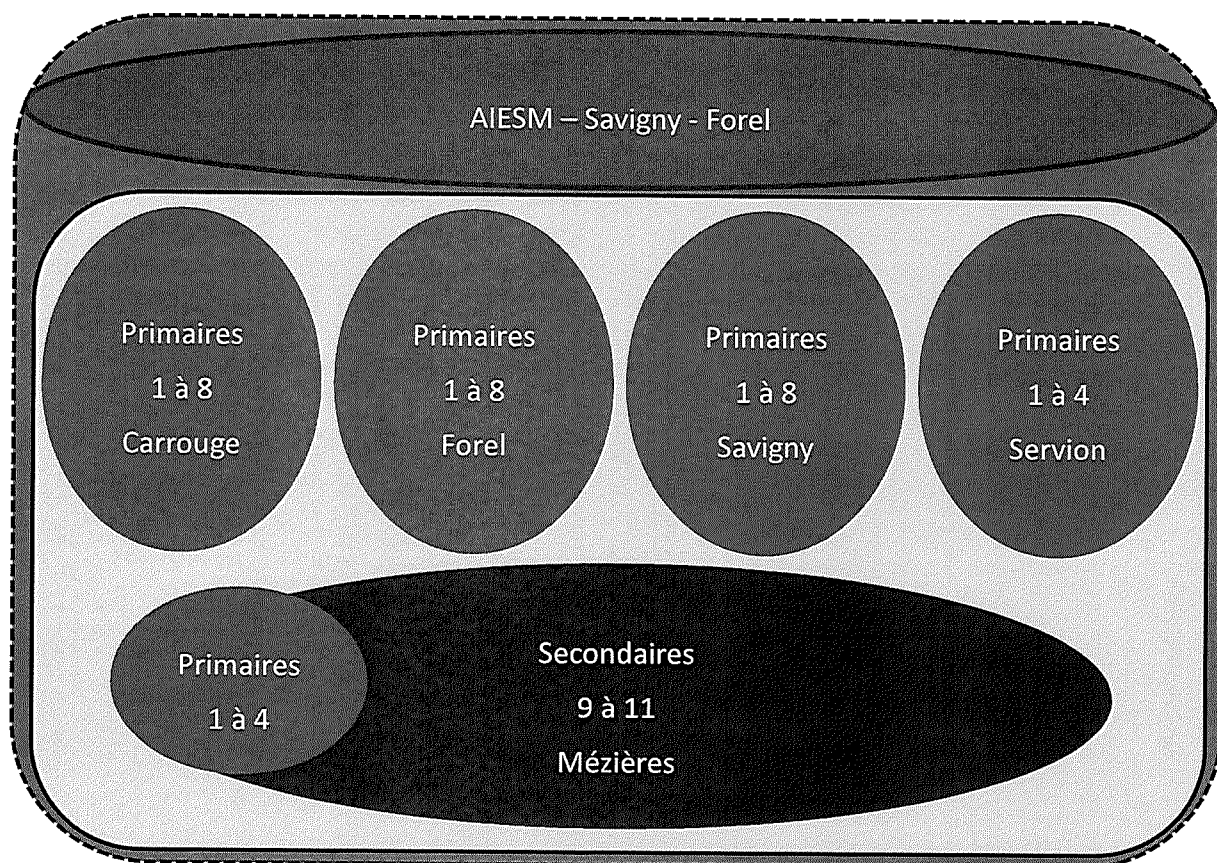 AIESM – Savigny - Forel
Primaires
1 à 8
Carrouge
Primaires
1 à 8
Forel
Primaires
1 à 8
Savigny
Primaires
1 à 4
Servion
Primaires
1 à 4
Secondaires
9 à 11
Mézières